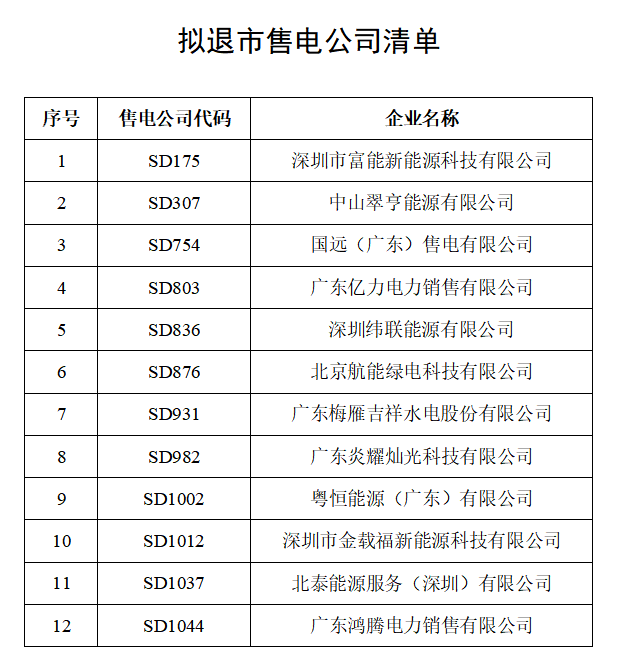 拟退市售电公司清单
序号 售电公司代码 企业名称
1 SD175 深圳市富能新能源科技有限公司
2 SD307 中山翠亨能源有限公司
3 SD754 国远（广东）售电有限公司
4 SD803 广东亿力电力销售有限公司
5 SD836 深圳纬联能源有限公司
6 SD876 北京航能绿电科技有限公司
7 SD931 广东梅雁吉祥水电股份有限公司
8 SD982 广东炎耀灿光科技有限公司
9 SD1002 粤恒能源（广东）有限公司
10 SD1012 深圳市金载福新能源科技有限公司
11 SD1037 北泰能源服务（深圳）有限公司
12 SD1044 广东鸿腾电力销售有限公司